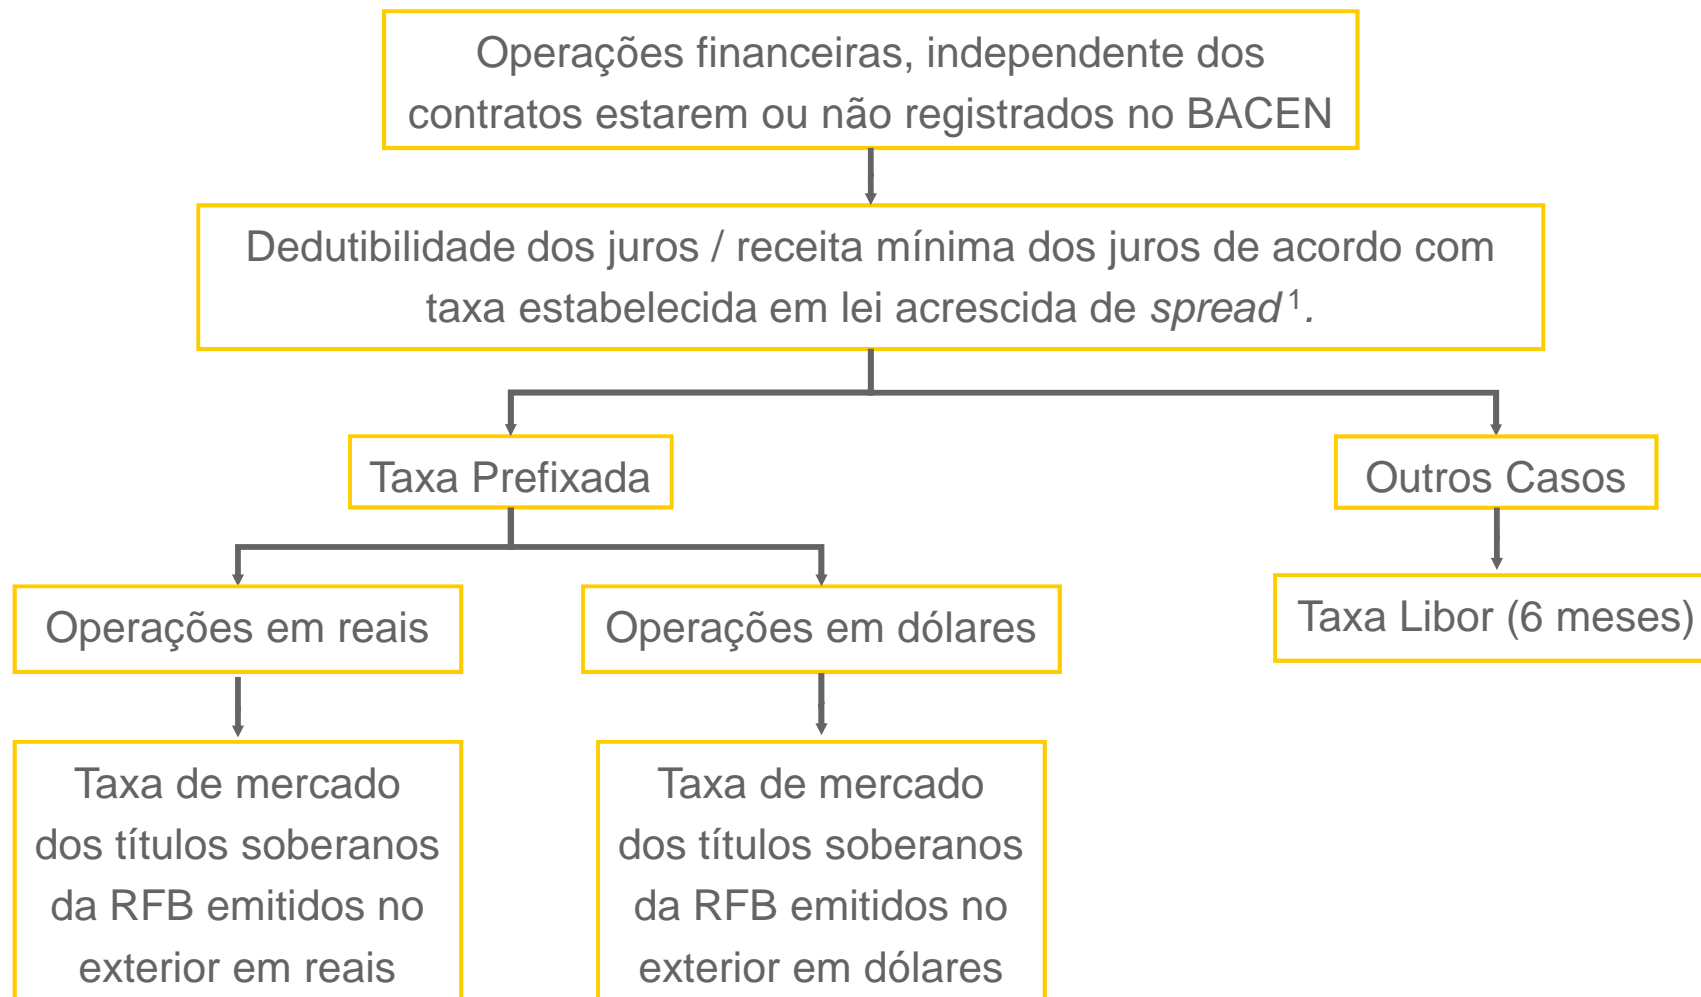 Operações financeiras, independente dos
contratos estarem ou não registrados no BACEN
Dedutibilidade dos juros / receita mínima dos juros de acordo com
taxa estabelecida em lei acrescida de spread 1.
Taxa Prefixada
Outros Casos
Operações em reais
Operações em dólares
Taxa Libor (6 meses)
Taxa de mercado
dos títulos soberanos
da RFB emitidos no
exterior em reais
Taxa de mercado
dos títulos soberanos
da RFB emitidos no
exterior em dólares